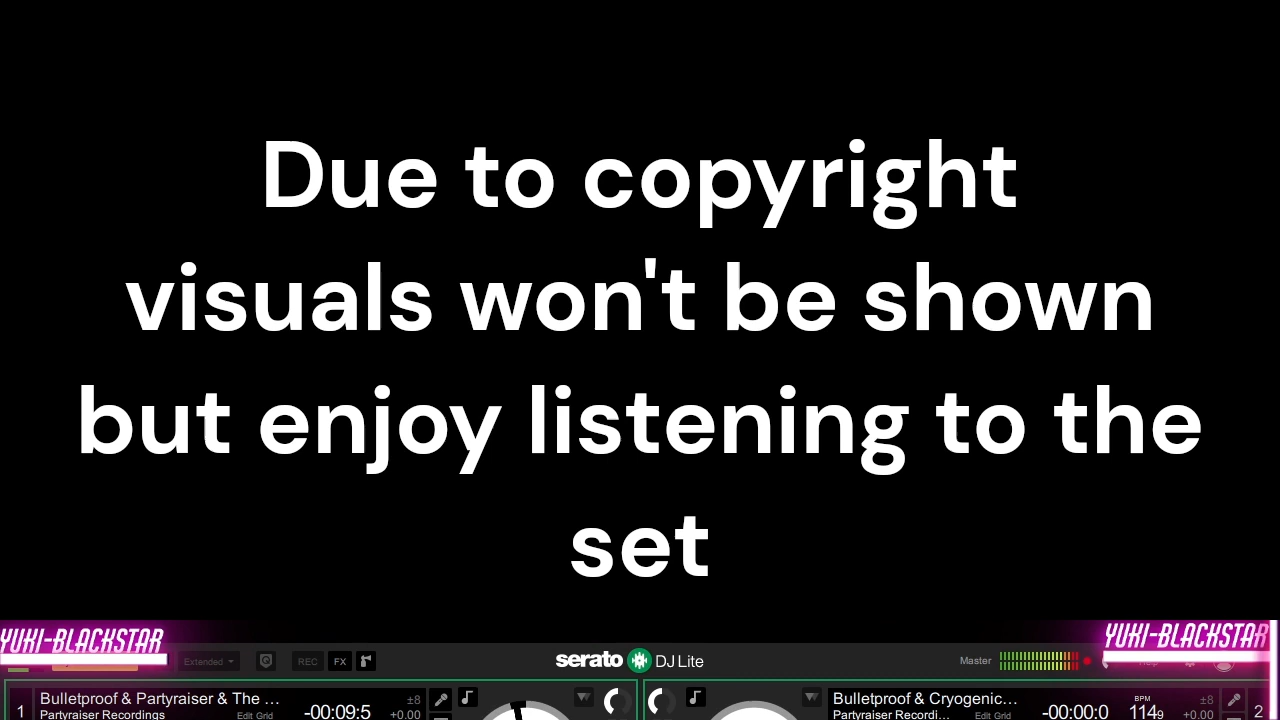 Due to copyright
visuals won't be shown
but enjoy listening to the
set
YUKI-BLACKSTAR
YUKI-BLACKSTAR
Extended
REC
FX
serato DJ Lite
Master
1
Bulletproof & Partyraiser & The ...
±8
Partyraiser Recordings
Edit Grid
-00:09:5
+0.00
Bulletproof & Cryogenic...
BPM
±8
Partyraiser Recordi...
Edit Grid
-00:00:0
114
+0.00
2